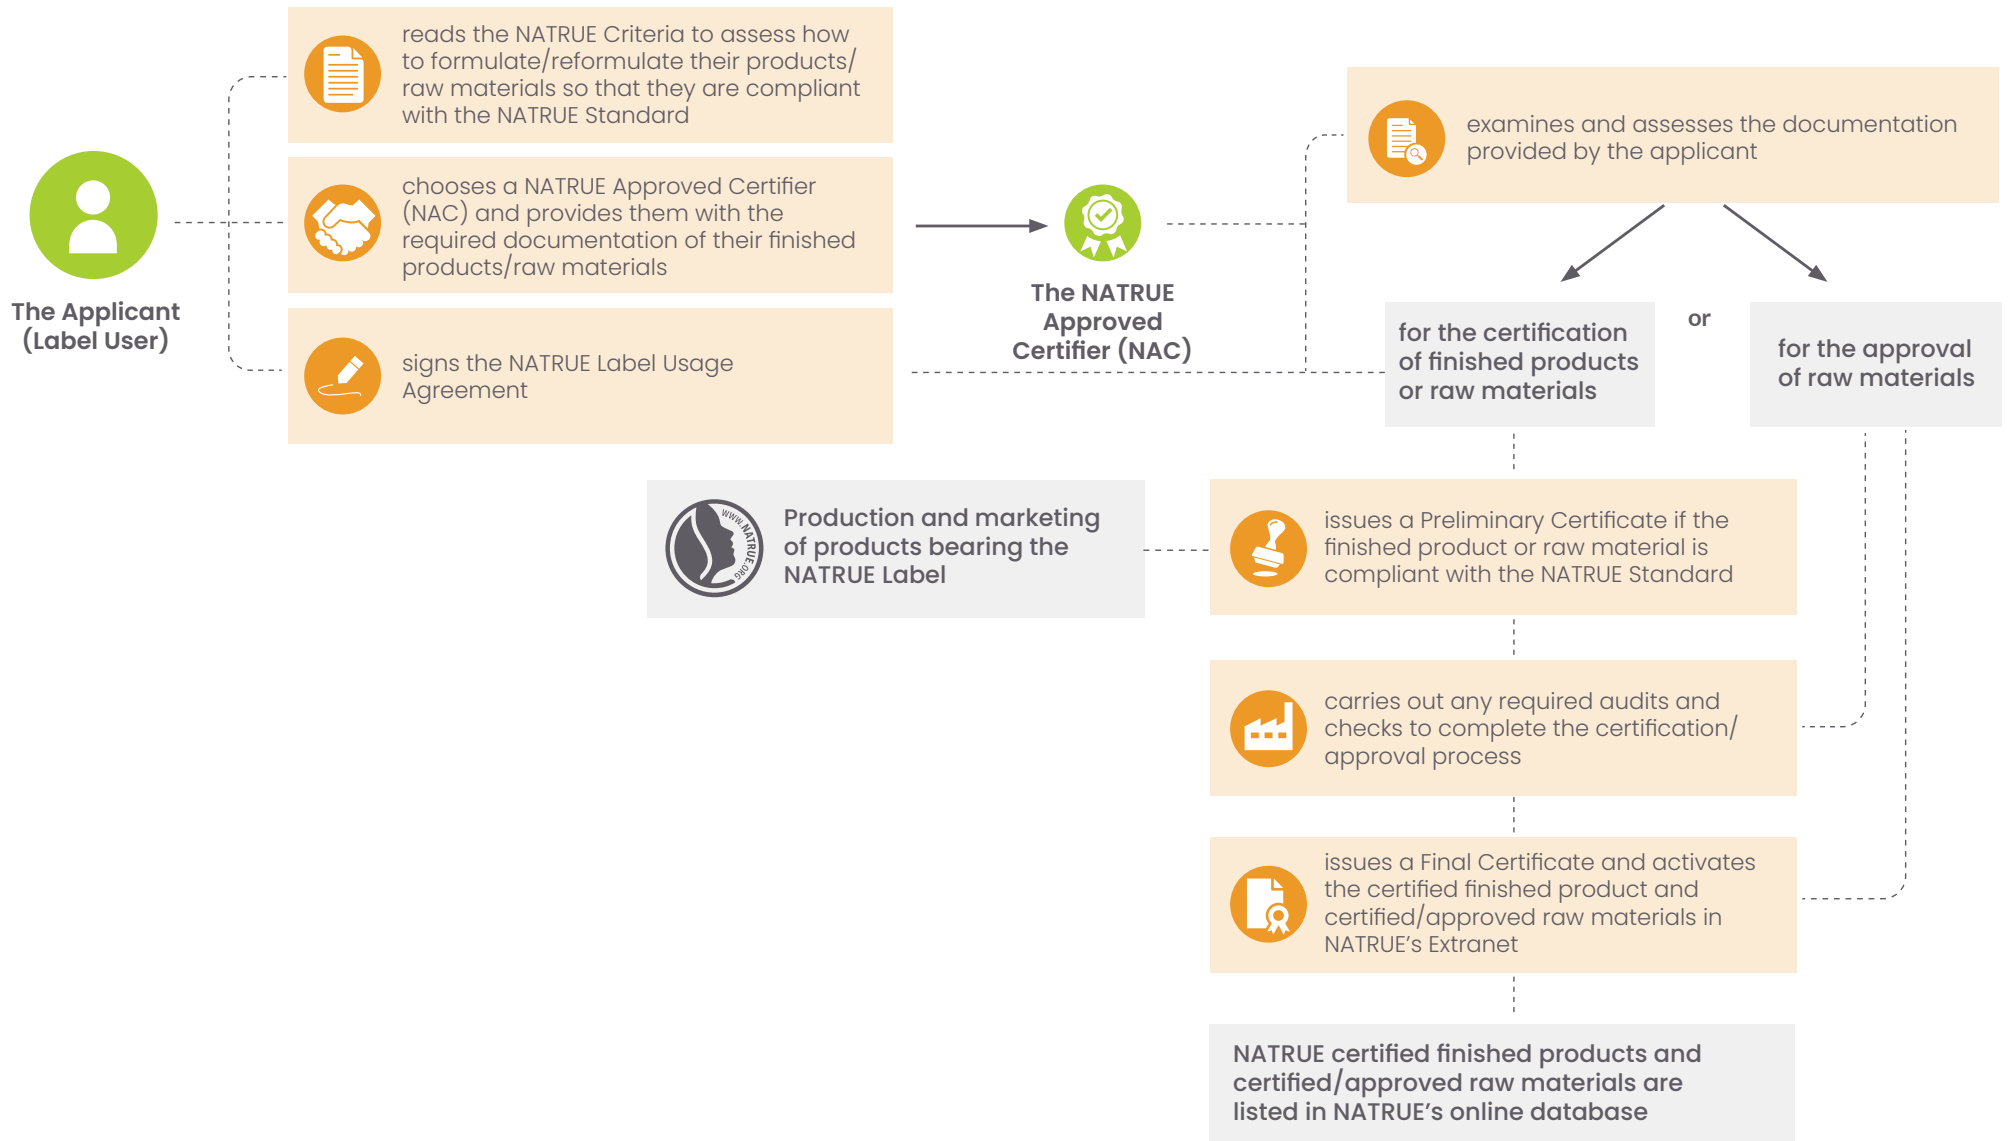 reads the NATRUE Criteria to assess how
to formulate/reformulate their products/
raw materials so that they are compliant
with the NATRUE Standard
chooses a NATRUE Approved Certifier
(NAC) and provides them with the
required documentation of their finished
products/raw materials
signs the NATRUE Label Usage
Agreement
The Applicant
(Label User)
The NATRUE
Approved
Certifier (NAC)
examines and assesses the documentation
provided by the applicant
for the certification
of finished products
or raw materials
or
for the approval
of raw materials
WWW.NATRUE.ORG
Production and marketing
of products bearing the
NATRUE Label
issues a Preliminary Certificate if the
finished product or raw material is
compliant with the NATRUE Standard
carries out any required audits and
checks to complete the certification/
approval process
issues a Final Certificate and activates
the certified finished product and
certified/approved raw materials in
NATRUE's Extranet
NATRUE certified finished products and
certified/approved raw materials are
listed in NATRUE's online database